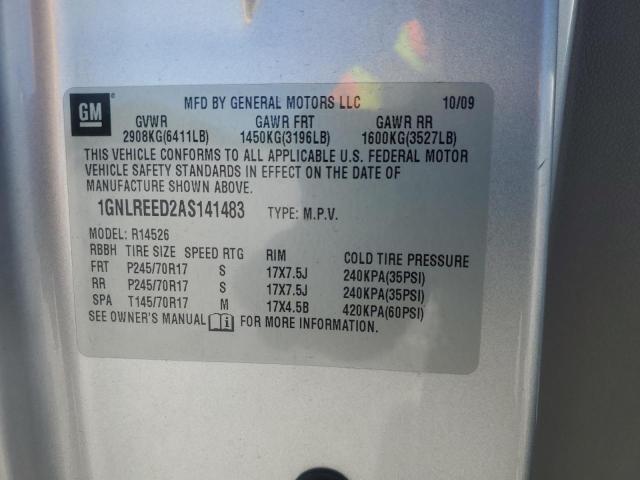 GM
MFD BY GENERAL MOTORS LLC 10/09
GVWR GAWR FRT GAWR RR
2908KG(6411LB) 1450KG(3196LB) 1600KG(3527LB)
THIS VEHICLE CONFORMS TO ALL APPLICABLE U.S. FEDERAL MOTOR
VEHICLE SAFETY STANDARDS IN EFFECT ON THE DATE OF
MANUFACTURE SHOWN ABOVE.
1GNLREED2AS141483 TYPE: M.P.V.
MODEL: R14526
RBBH TIRE SIZE SPEED RTG RIM COLD TIRE PRESSURE
FRT P245/70R17 S 17X7.5J 240KPA(35PSI)
RR P245/70R17 S 17X7.5J 240KPA(35PSI)
SPA T145/70R17 M 17X4.5B 420KPA(60PSI)
SEE OWNER'S MANUAL i FOR MORE INFORMATION.